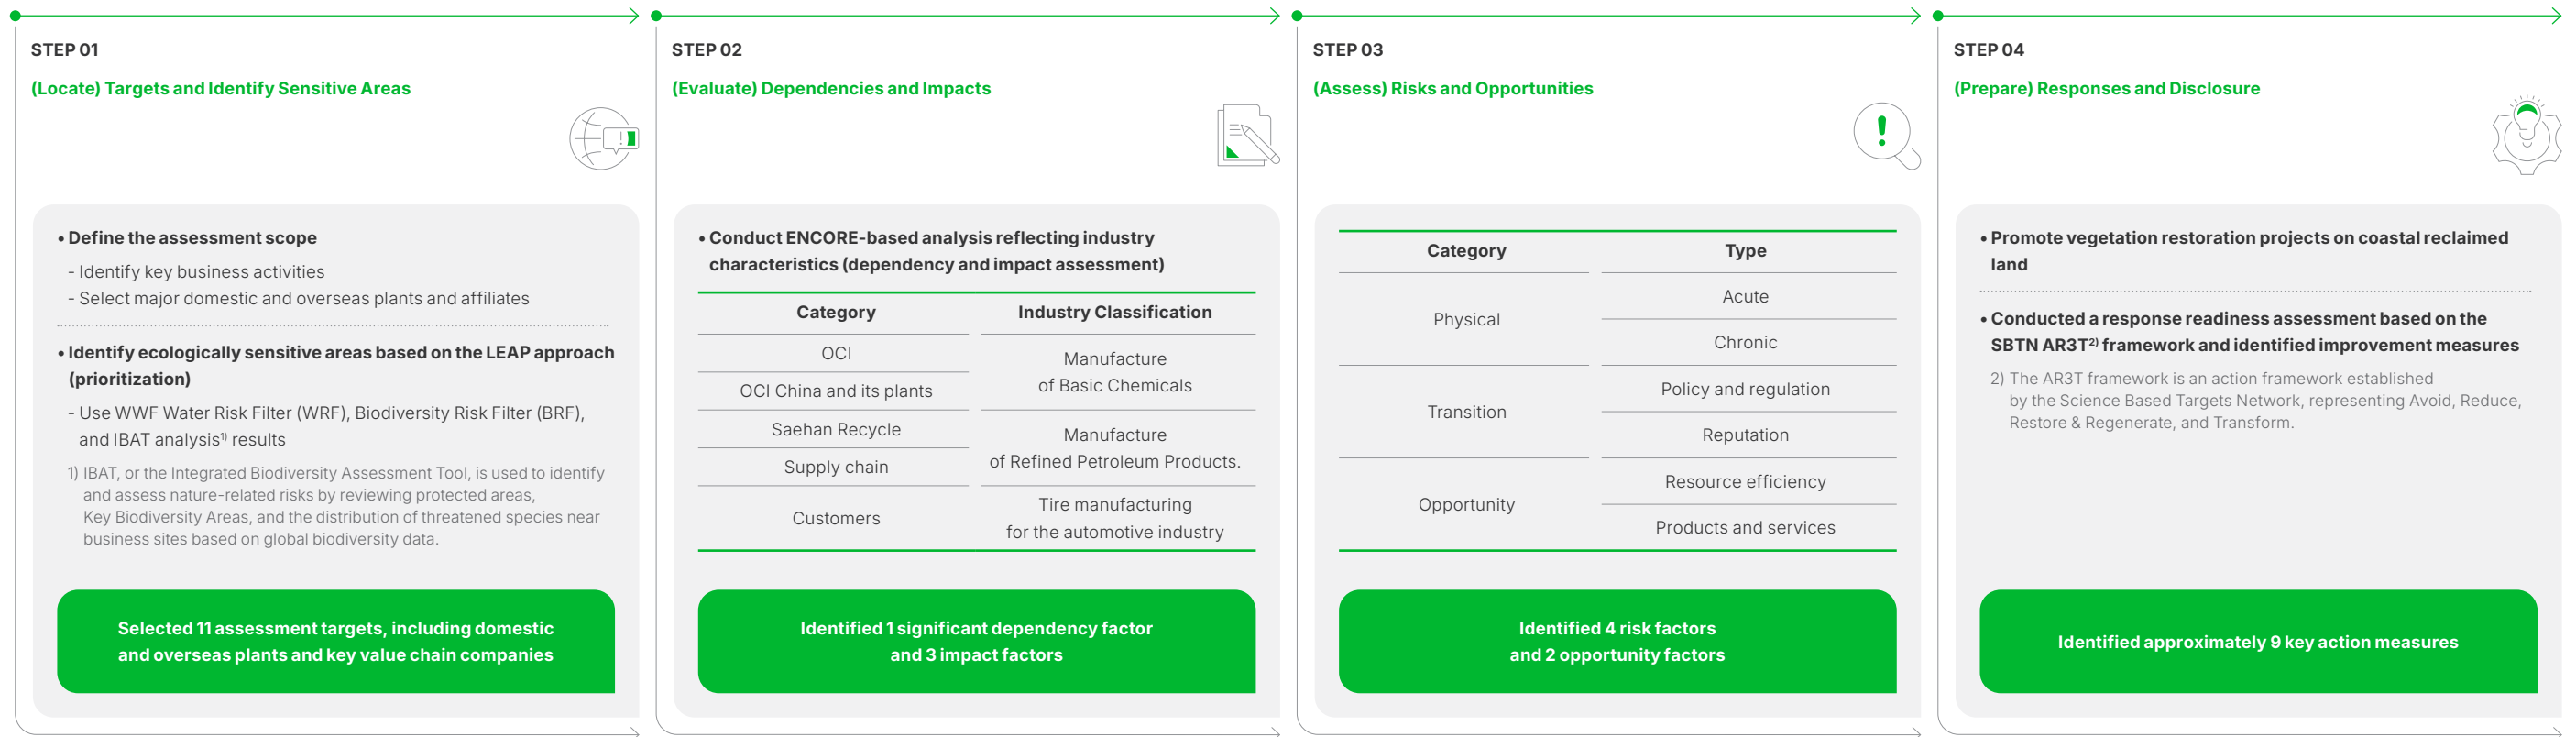 STEP 01
(Locate) Targets and Identify Sensitive Areas
• Define the assessment scope
- Identify key business activities
- Select major domestic and overseas plants and affiliates
• Identify ecologically sensitive areas based on the LEAP approach
(prioritization)
- Use WWF Water Risk Filter (WRF), Biodiversity Risk Filter (BRF),
and IBAT analysis1) results
1) IBAT, or the Integrated Biodiversity Assessment Tool, is used to identify
and assess nature-related risks by reviewing protected areas,
Key Biodiversity Areas, and the distribution of threatened species near
business sites based on global biodiversity data.
Selected 11 assessment targets, including domestic
and overseas plants and key value chain companies
STEP 02
(Evaluate) Dependencies and Impacts
• Conduct ENCORE-based analysis reflecting industry
characteristics (dependency and impact assessment)
Category Industry Classification
OCI
OCI China and its plants
Manufacture
of Basic Chemicals
Saehan Recycle
Supply chain
Manufacture
of Refined Petroleum Products.
Customers
Tire manufacturing
for the automotive industry
Identified 1 significant dependency factor
and 3 impact factors
STEP 03
(Assess) Risks and Opportunities
Category Type
Physical
Acute
Chronic
Transition
Policy and regulation
Reputation
Opportunity
Resource efficiency
Products and services
Identified 4 risk factors
and 2 opportunity factors
STEP 04
(Prepare) Responses and Disclosure
• Promote vegetation restoration projects on coastal reclaimed
land
• Conducted a response readiness assessment based on the
SBTN AR3T2) framework and identified improvement measures
2) The AR3T framework is an action framework established
by the Science Based Targets Network, representing Avoid, Reduce,
Restore & Regenerate, and Transform.
Identified approximately 9 key action measures